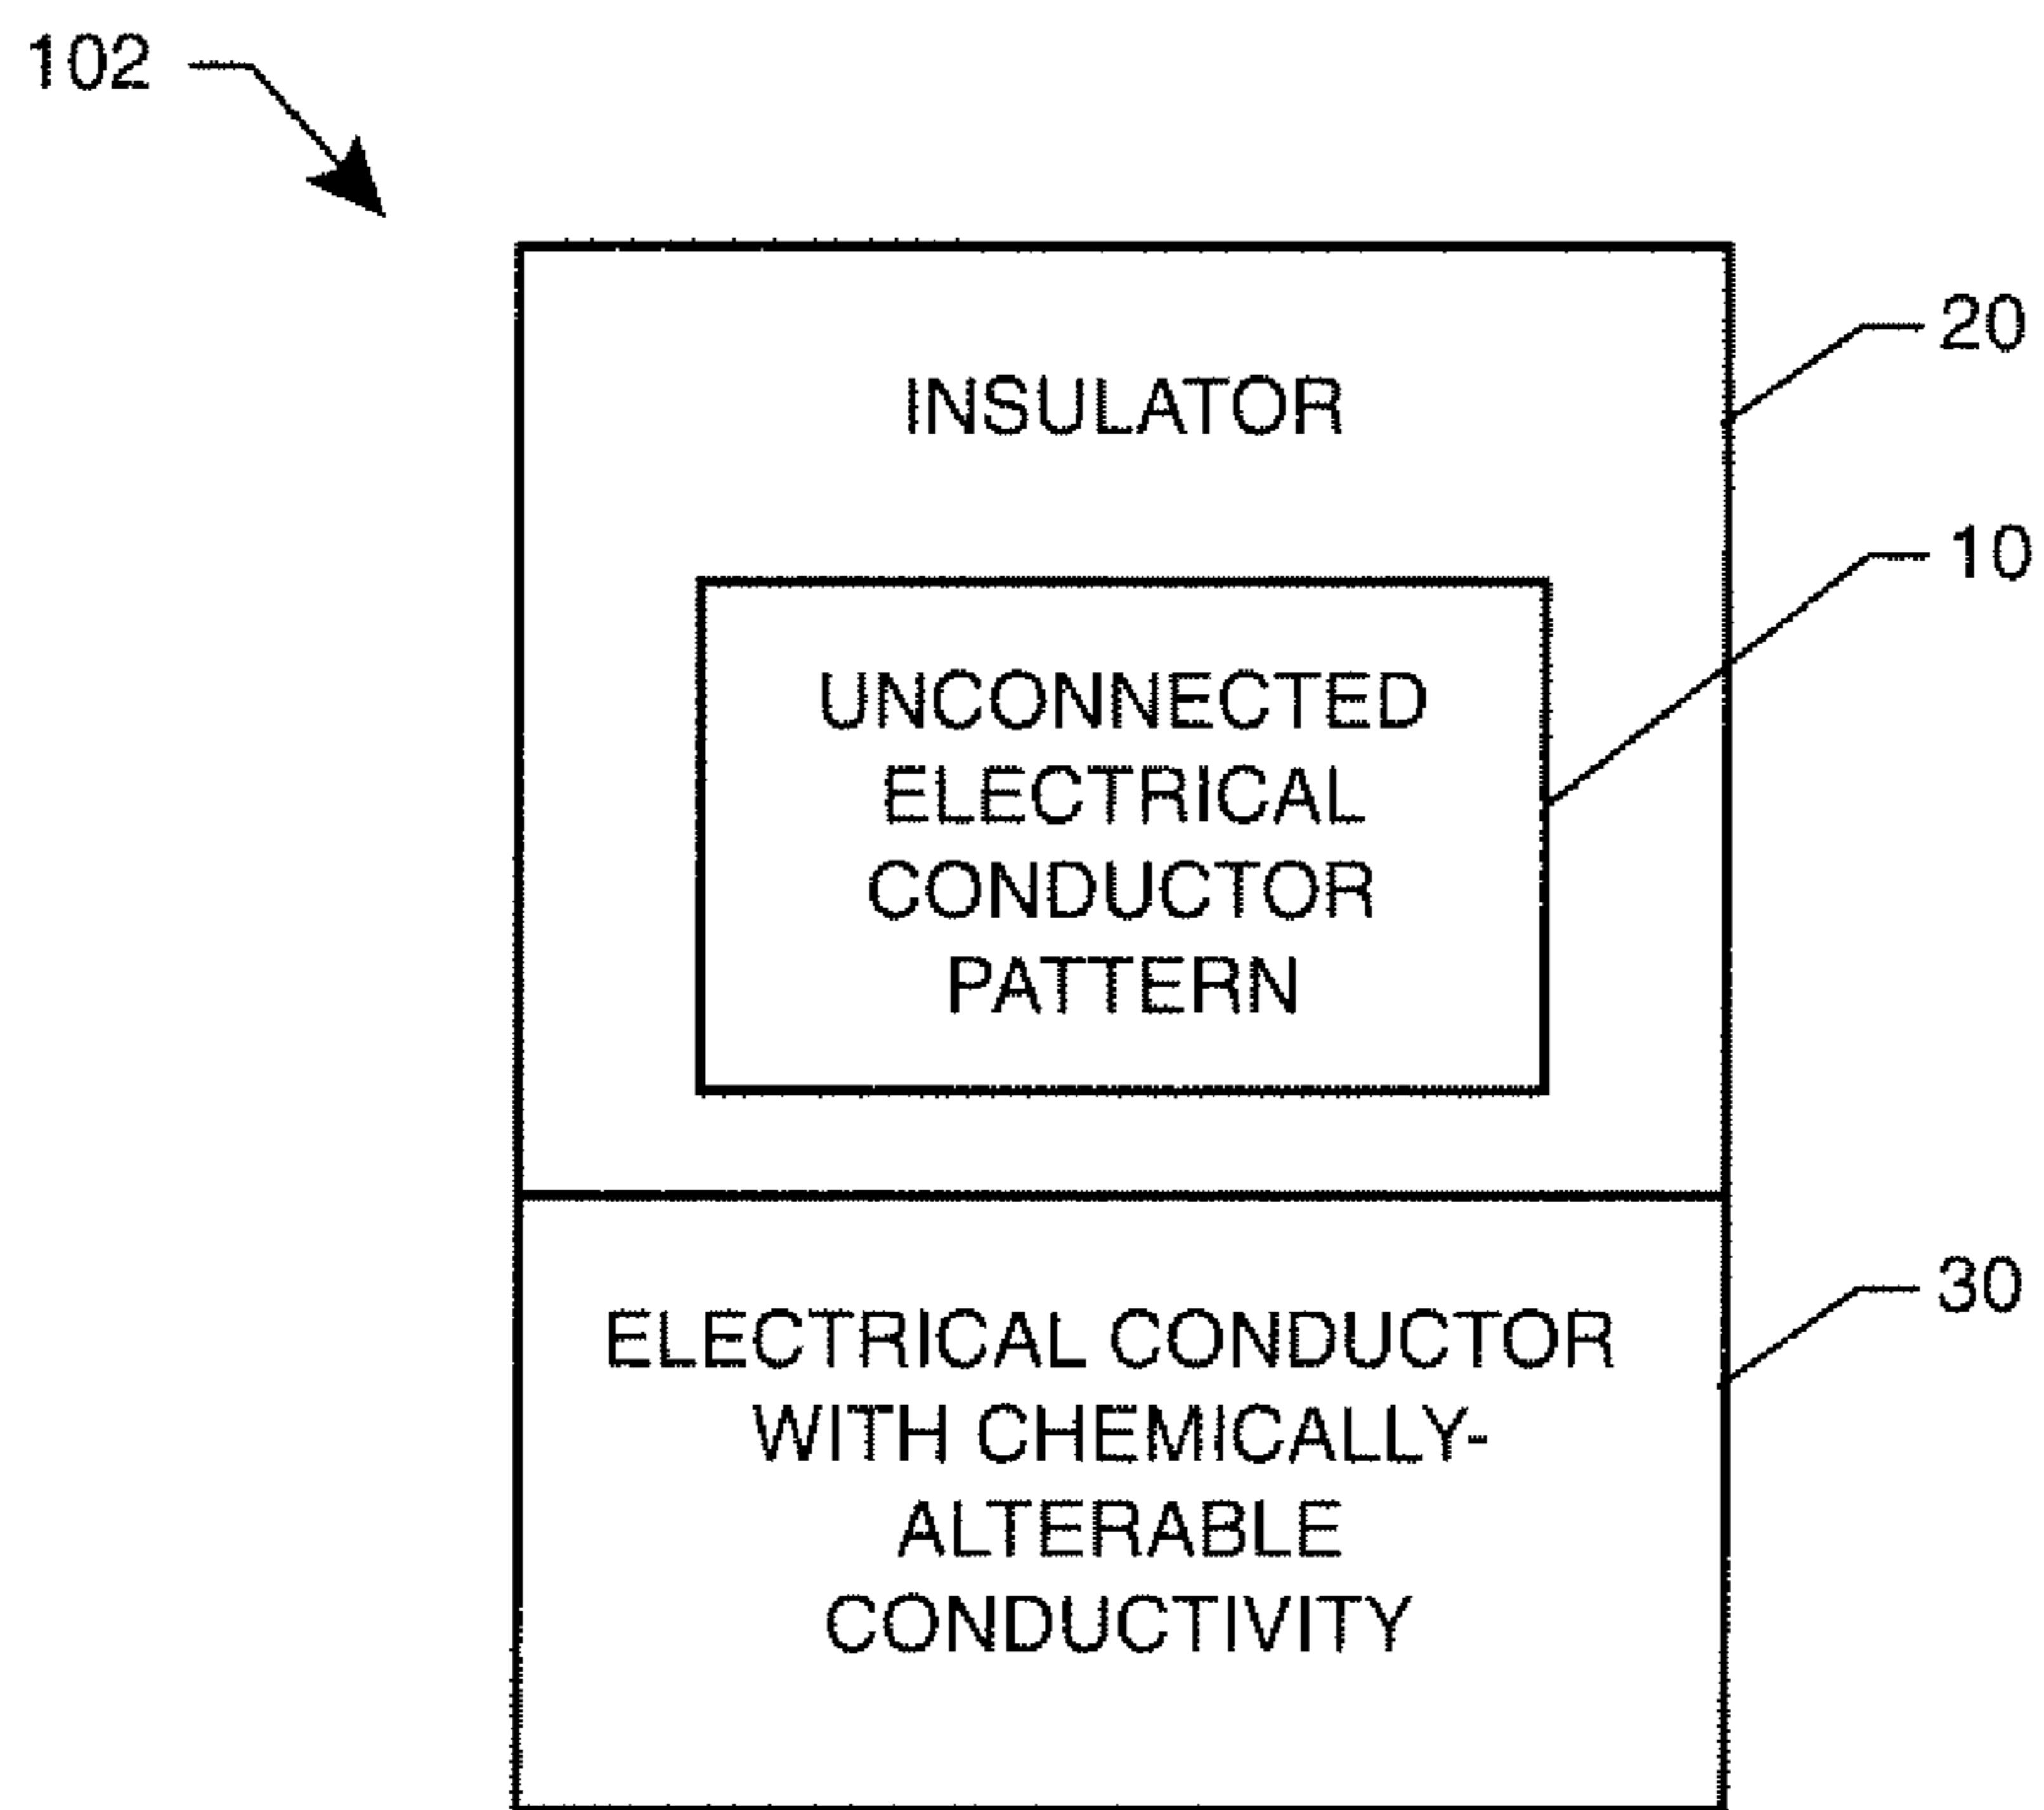 102
20
INSULATOR
10
UNCONNECTED
ELECTRICAL
CONDUCTOR
PATTERN
30
ELECTRICAL CONDUCTOR
WITH CHEMICALLY-
ALTERABLE
CONDUCTIVITY